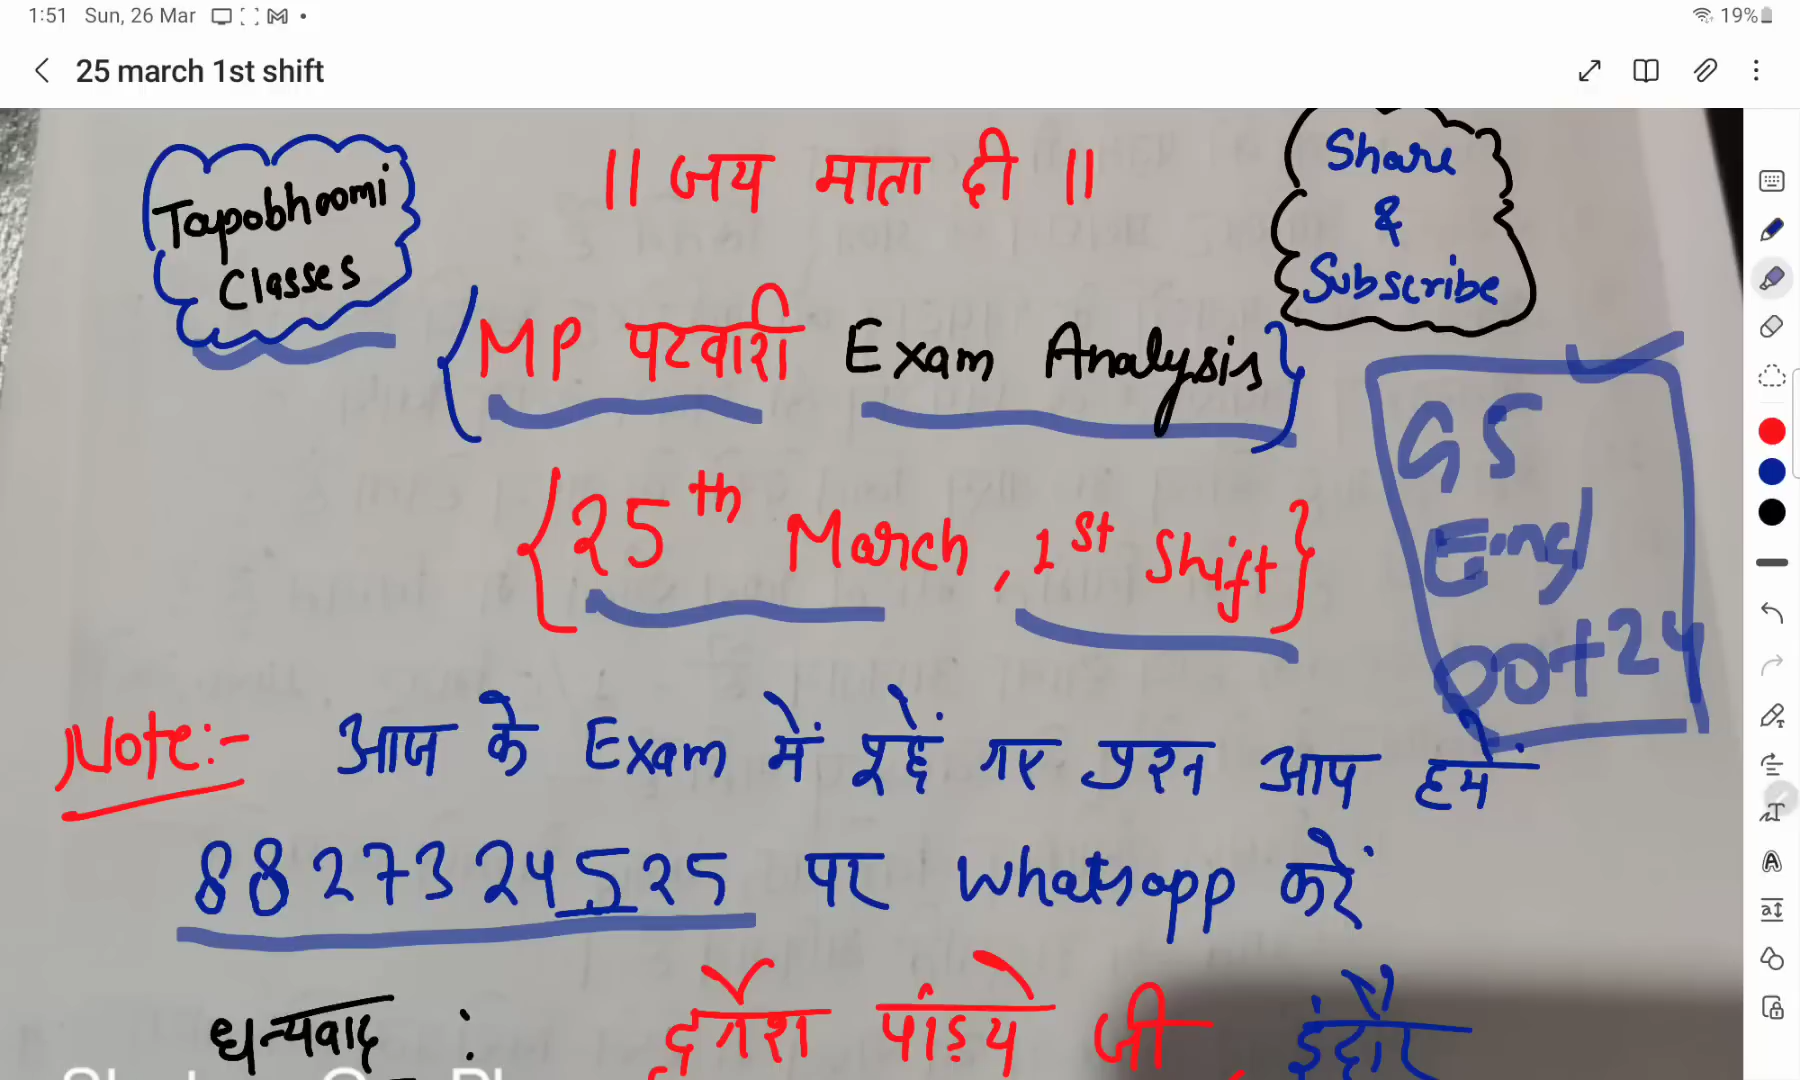 1:51 Sun, 26 Mar
19%
25 march 1st shift
Tapobhoomi
Classes
|| जय माता दी ||
Share
&
Subscribe
{MP पटवारी Exam Analysis}
{25th March, 1st Shift}
GS
Eng
Note:- आज के Exam में पूछे गए प्रश्न आप हमें
8827324525 पर Whatsapp करें
धन्यवाद : दुर्गेश पांडेय जी, इंदौर